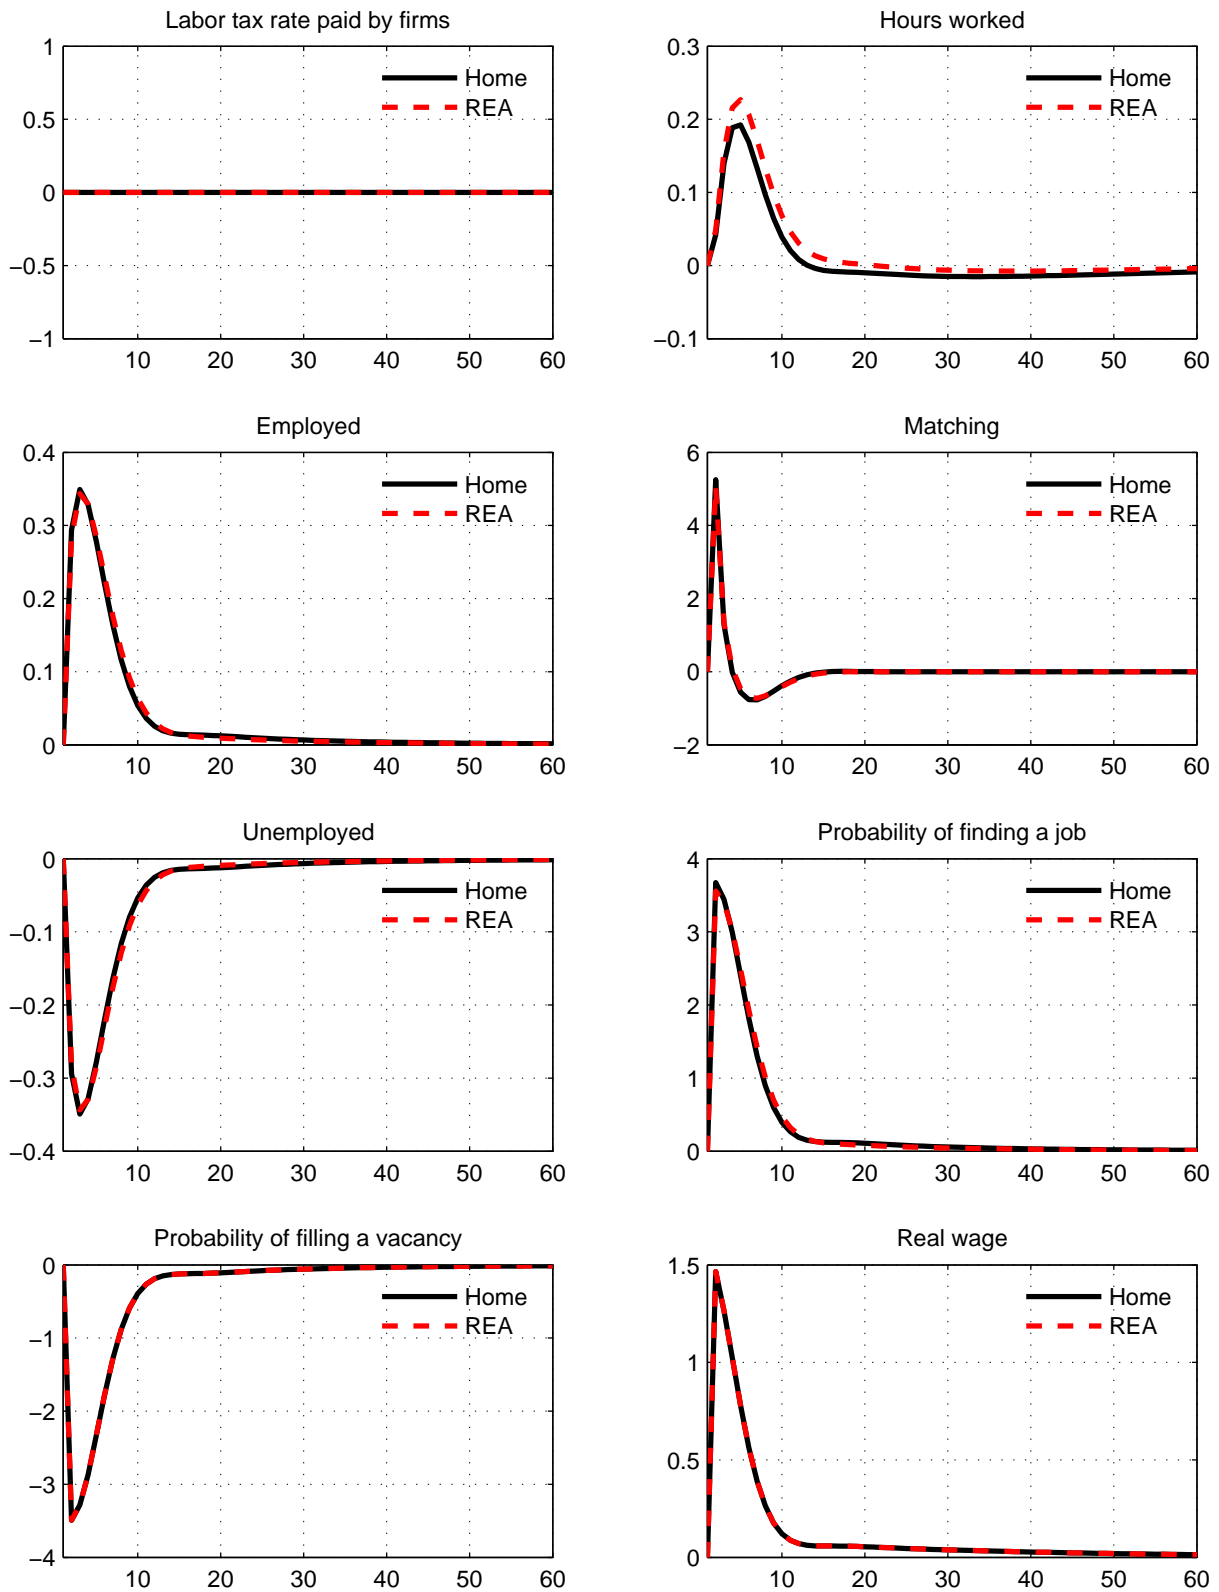 Labor tax rate paid by firms
1
0.5
0
−0.5
−1
10 20 30 40 50 60
Home
REA
Hours worked
0.3
0.2
0.1
0
−0.1
10 20 30 40 50 60
Home
REA
Employed
0.4
0.3
0.2
0.1
0
10 20 30 40 50 60
Home
REA
Matching
6
4
2
0
−2
10 20 30 40 50 60
Home
REA
Unemployed
0
−0.1
−0.2
−0.3
−0.4
10 20 30 40 50 60
Home
REA
Probability of finding a job
4
3
2
1
0
10 20 30 40 50 60
Home
REA
Probability of filling a vacancy
0
−1
−2
−3
−4
10 20 30 40 50 60
Home
REA
Real wage
1.5
1
0.5
0
10 20 30 40 50 60
Home
REA